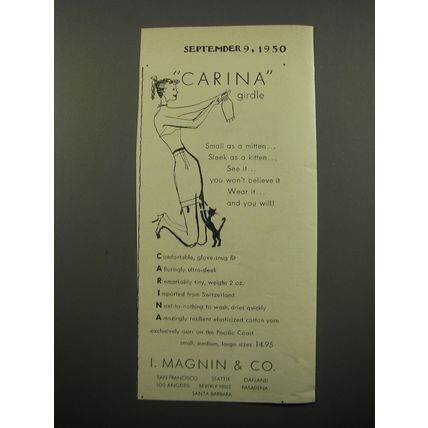 SEPTEMBER 9, 1950
"CARINA"
girdle
Small as a mitten...
Sleek as a kitten...
See it...
you won't believe it
Wear it...
and you will!
Comfortable, glove-snug fit
Alluringly ultra-sleek
Remarkably tiny, weighs 2 oz.
Imported from Switzerland
Next-to-nothing to wash, dries quickly
Amazingly resilient elasticized cotton yarn
exclusively ours on the Pacific Coast
small, medium, large sizes 14.95
I. MAGNIN & CO.
SAN FRANCISCO SEATTLE OAKLAND
LOS ANGELES BEVERLY HILLS PASADENA
SANTA BARBARA